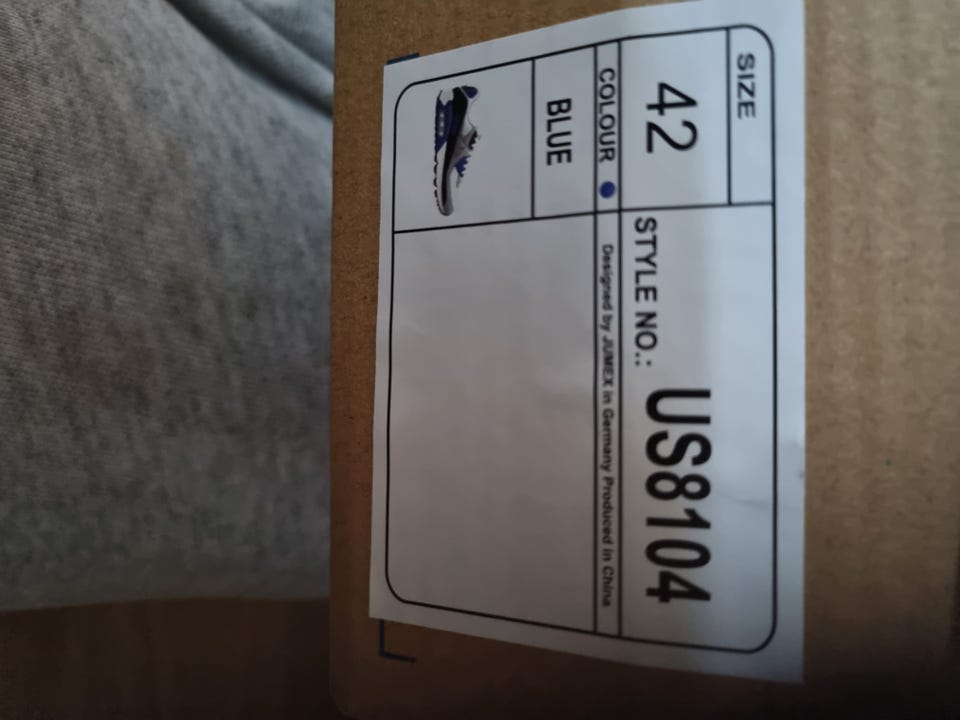 SIZE
42
STYLE NO.: US8104
COLOUR
Designed by JUMEX in Germany Produced in China
BLUE